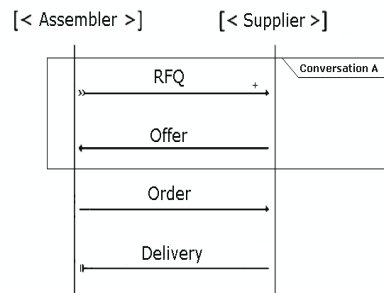 [< Assembler >]
[< Supplier >]
Conversation A
RFQ
+
Offer
Order
Delivery